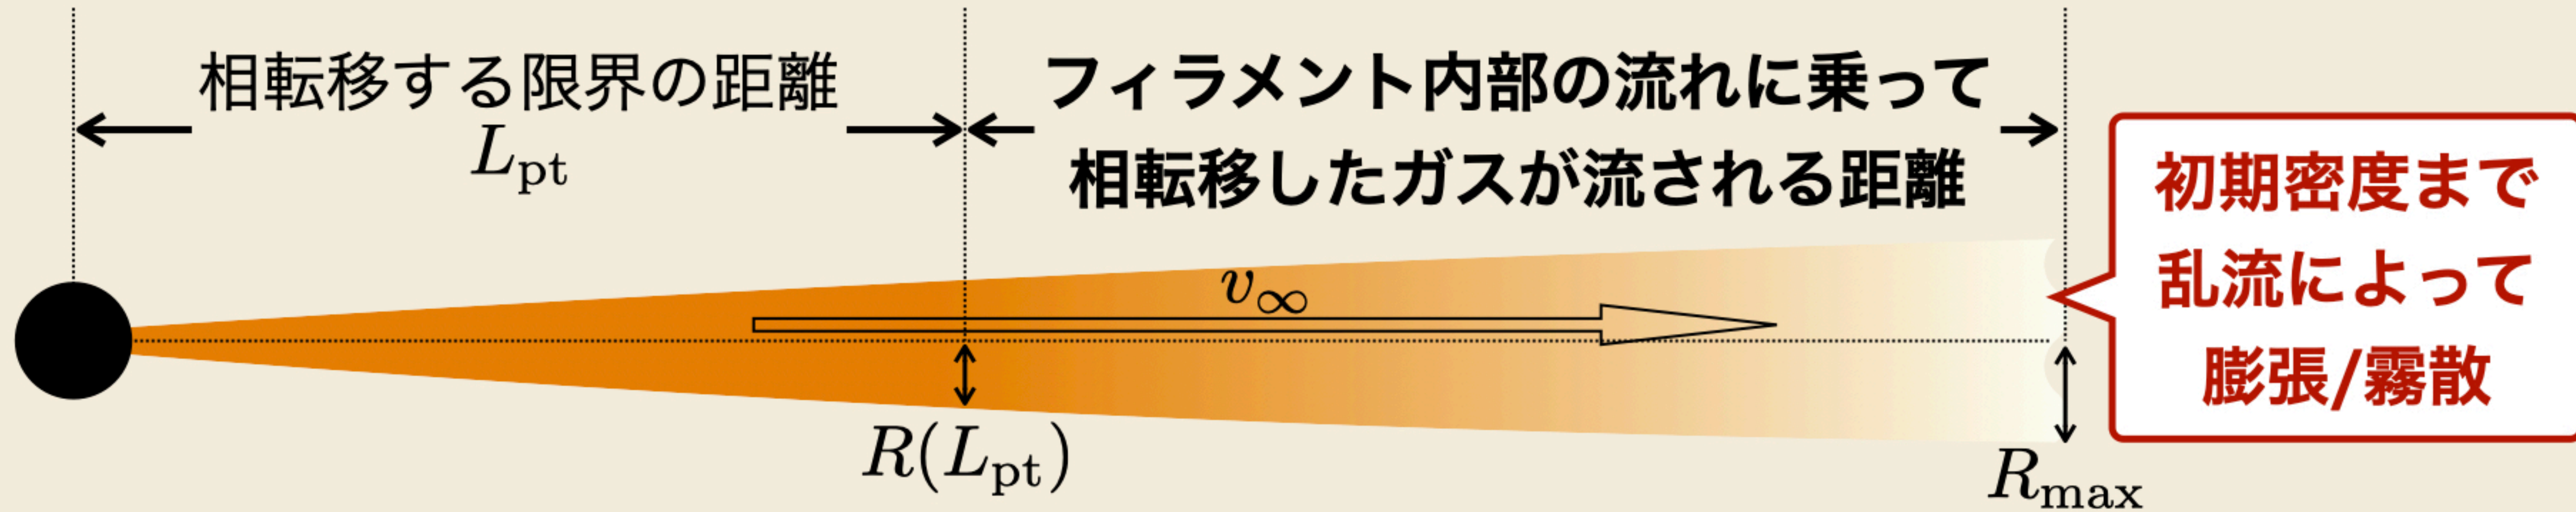 相転移する限界の距離
L_pt
フィラメント内部の流れに乗って
相転移したガスが流される距離
初期密度まで
乱流によって
膨張/霧散
v_∞
R(L_pt)
R_max